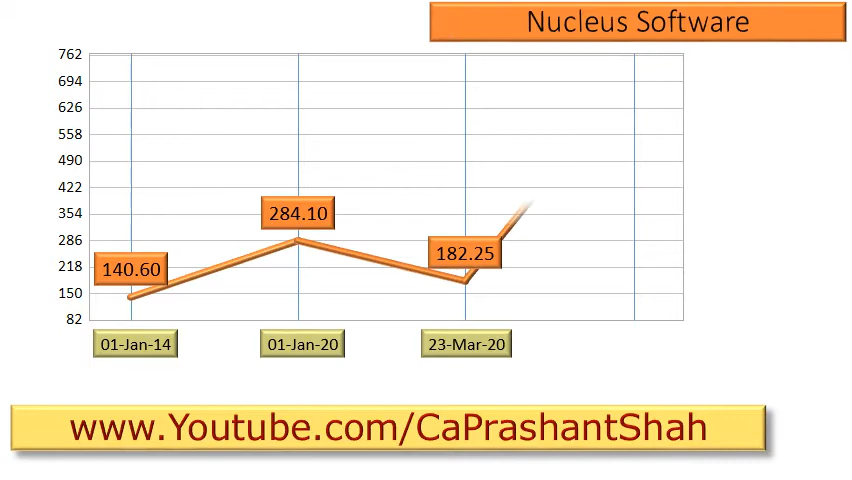 Nucleus Software
762
694
626
558
490
422
354
286
218
150
82
140.60
284.10
182.25
01-Jan-14
01-Jan-20
23-Mar-20
www.Youtube.com/CaPrashantShah